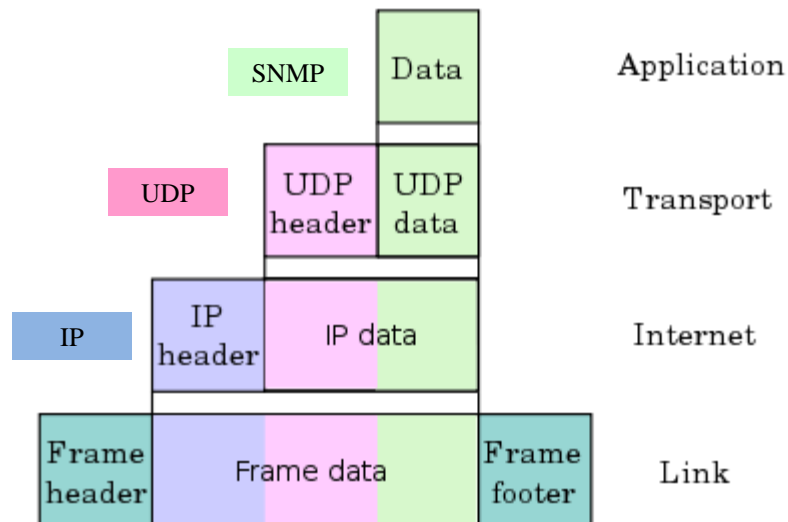 SNMP
Data
Application
UDP
UDP
header
UDP
data
Transport
IP
IP
header
IP data
Internet
Frame
header
Frame data
Frame
footer
Link